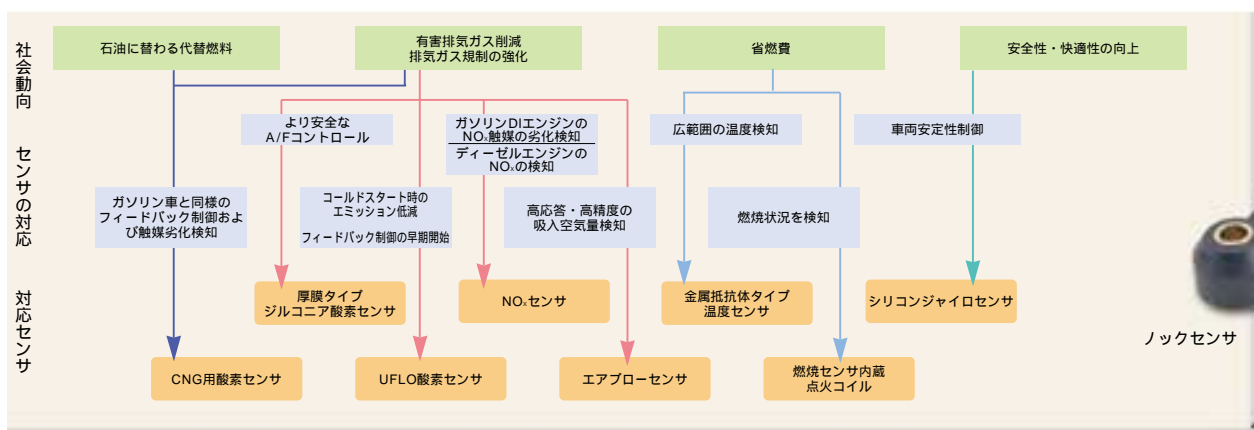 社会動向
石油に替わる代替燃料
有害排気ガス削減
排気ガス規制の強化
省燃費
安全性・快適性の向上
センサの対応
より安全な
A/Fコントロール
ガソリンDIエンジンの
NOx触媒の劣化検知
ディーゼルエンジンの
NOxの検知
広範囲の温度検知
車両安定性制御
ガソリン車と同様の
フィードバック制御およ
び触媒劣化検知
コールドスタート時の
エミッション低減
フィードバック制御の早期開始
高応答・高精度の
吸入空気量検知
燃焼状況を検知
対応センサ
厚膜タイプ
ジルコニア酸素センサ
NOxセンサ
金属抵抗体タイプ
温度センサ
シリコンジャイロセンサ
ノックセンサ
CNG用酸素センサ
UFLO酸素センサ
エアフローセンサ
燃焼センサ内蔵
点火コイル